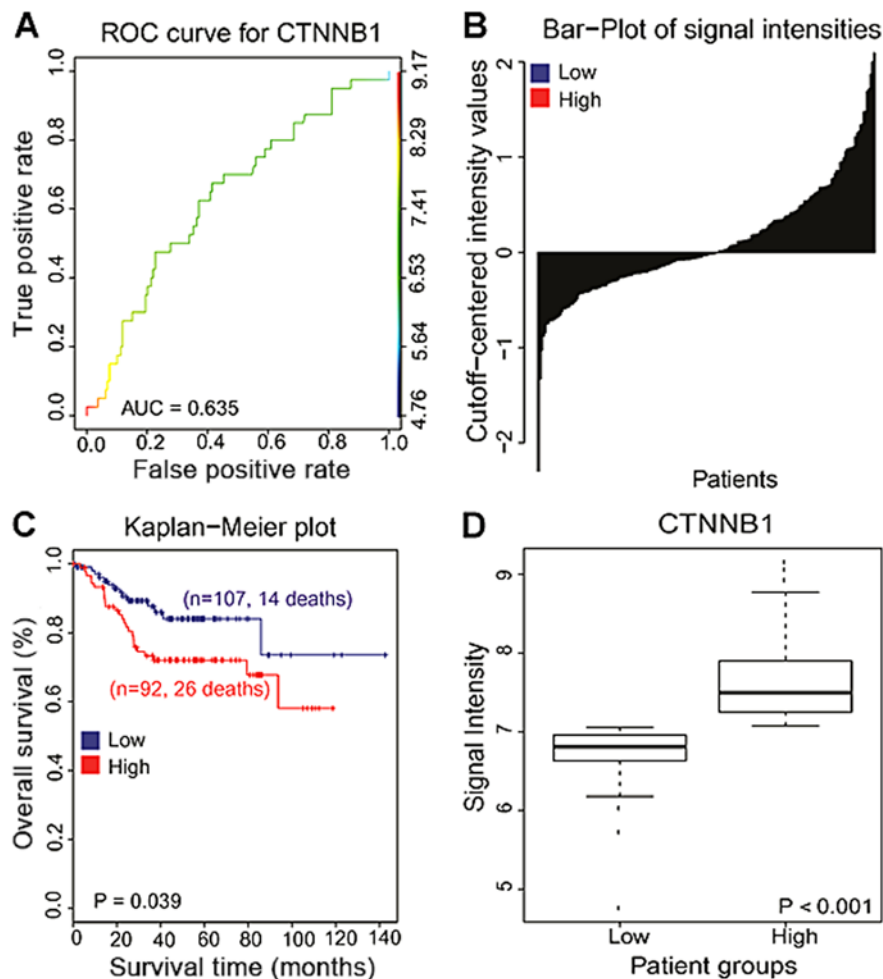 A
ROC curve for CTNNB1
True positive rate
1.0
0.8
0.6
0.4
0.2
0.0
9.17
8.29
7.41
6.53
5.64
4.76
AUC = 0.635
0.0 0.2 0.4 0.6 0.8 1.0
False positive rate
B
Bar-Plot of signal intensities
Low
High
Cutoff-centered intensity values
2
1
0
-1
-2
Patients
C
Kaplan-Meier plot
Overall survival (%)
1.0
0.8
0.6
0.4
0.2
0.0
(n=107, 14 deaths)
(n=92, 26 deaths)
Low
High
P = 0.039
0 20 40 60 80 100 120 140
Survival time (months)
D
CTNNB1
Signal Intensity
9
8
7
6
5
P < 0.001
Low High
Patient groups